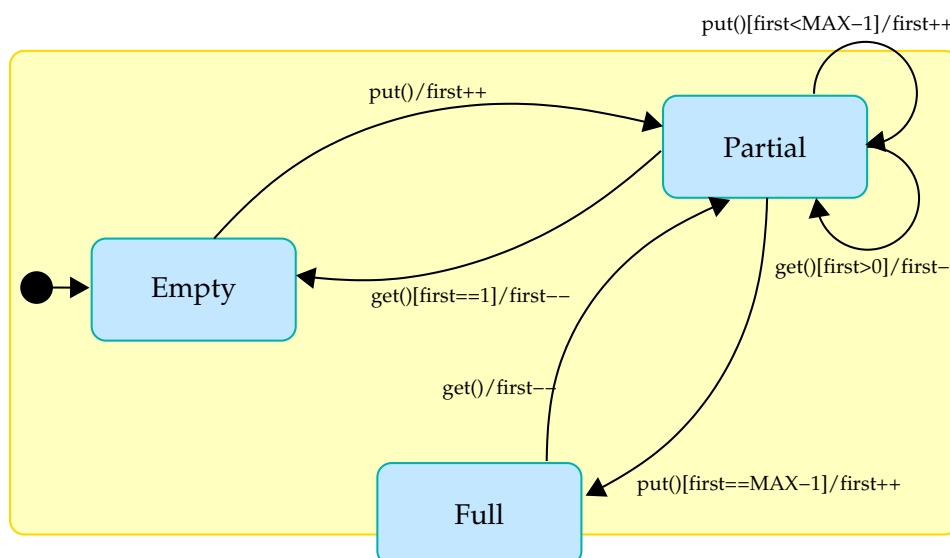 put()[first<MAX−1]/first++
put()/first++
Partial
get()[first>0]/first−
Empty
get()[first==1]/first−−
get()/first−−
put()[first==MAX−1]/first++
Full